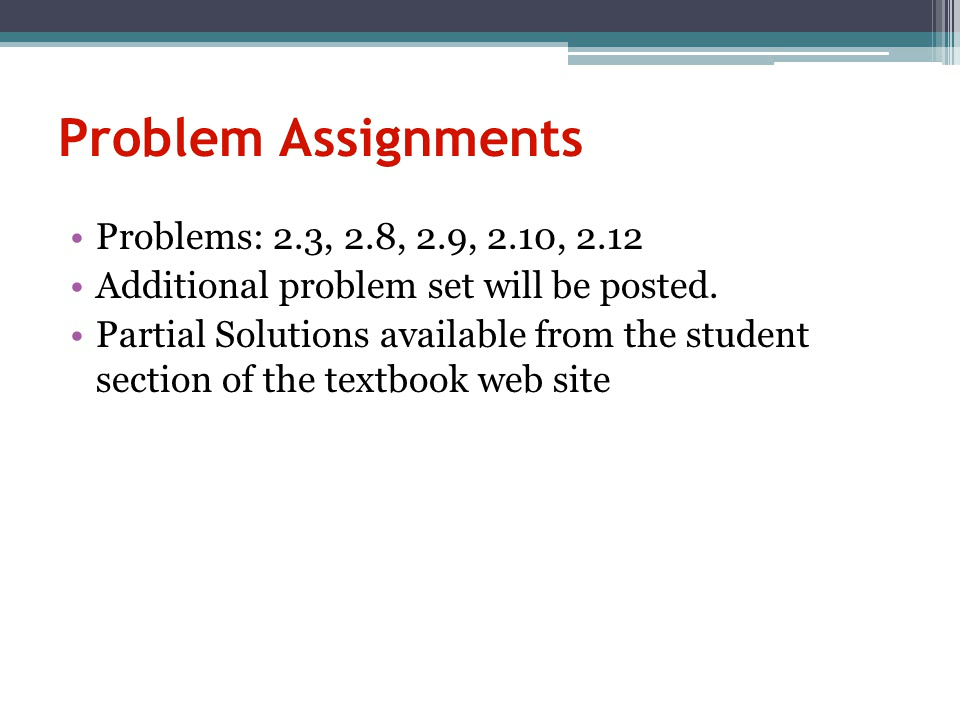 Problem Assignments
• Problems: 2.3, 2.8, 2.9, 2.10, 2.12
• Additional problem set will be posted.
• Partial Solutions available from the student
section of the textbook web site